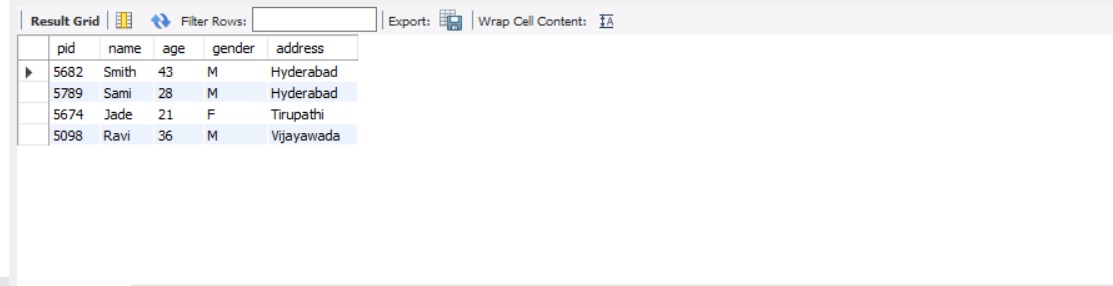 Result Grid Filter Rows: Export: Wrap Cell Content: IA
pid name age gender address
5682 Smith 43 M Hyderabad
5789 Sami 28 M Hyderabad
5674 Jade 21 F Tirupathi
5098 Ravi 36 M Vijayawada